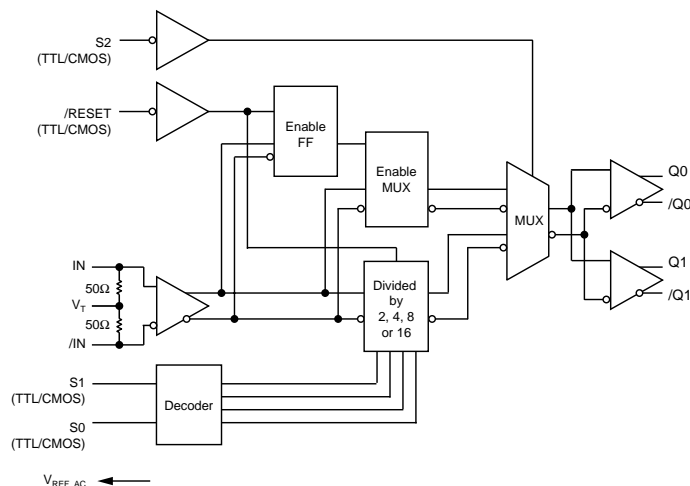 S2
(TTL/CMOS)
/RESET
(TTL/CMOS)
Enable
FF
Enable
MUX
MUX
Q0
/Q0
Q1
/Q1
IN
50Ω
VT
50Ω
/IN
Divided
by
2, 4, 8
or 16
S1
(TTL/CMOS)
Decoder
S0
(TTL/CMOS)
VREF_AC